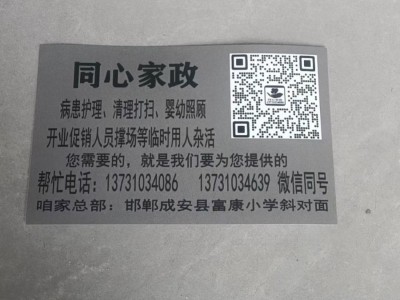 同心家政
病患护理、清理打扫、婴幼照顾
开业促销人员撑场等临时用人杂活
您需要的，就是我们要为您提供的
帮忙电话：13731034086 13731034639 微信同号
咱家总部：邯郸成安县富康小学斜对面